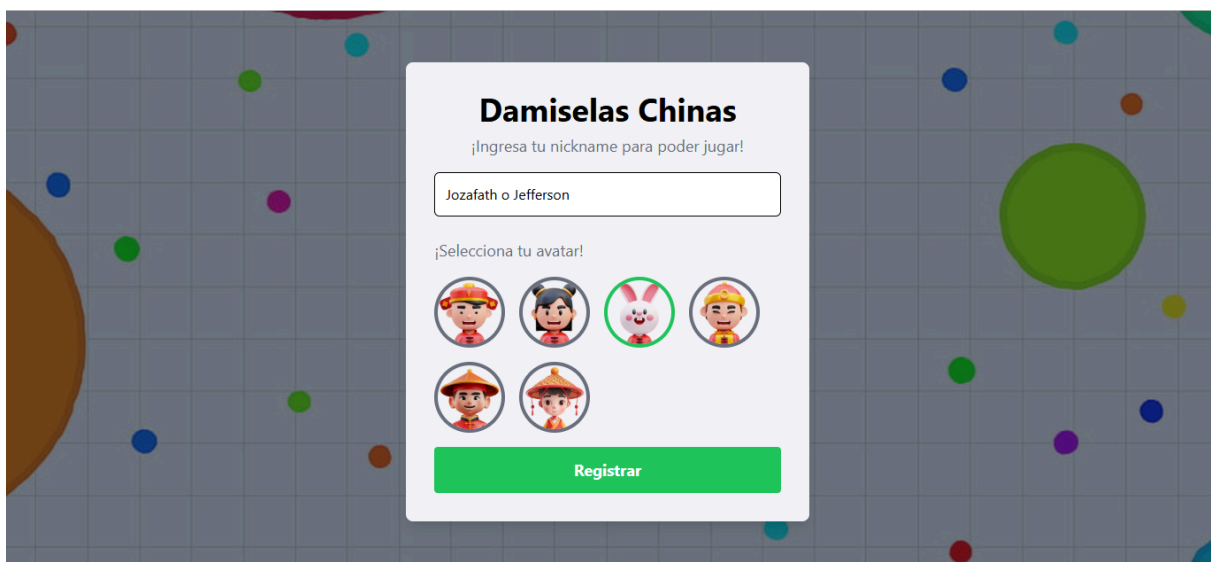 Damiselas Chinas
¡Ingresa tu nickname para poder jugar!
Jozafath o Jefferson
¡Selecciona tu avatar!
Registrar